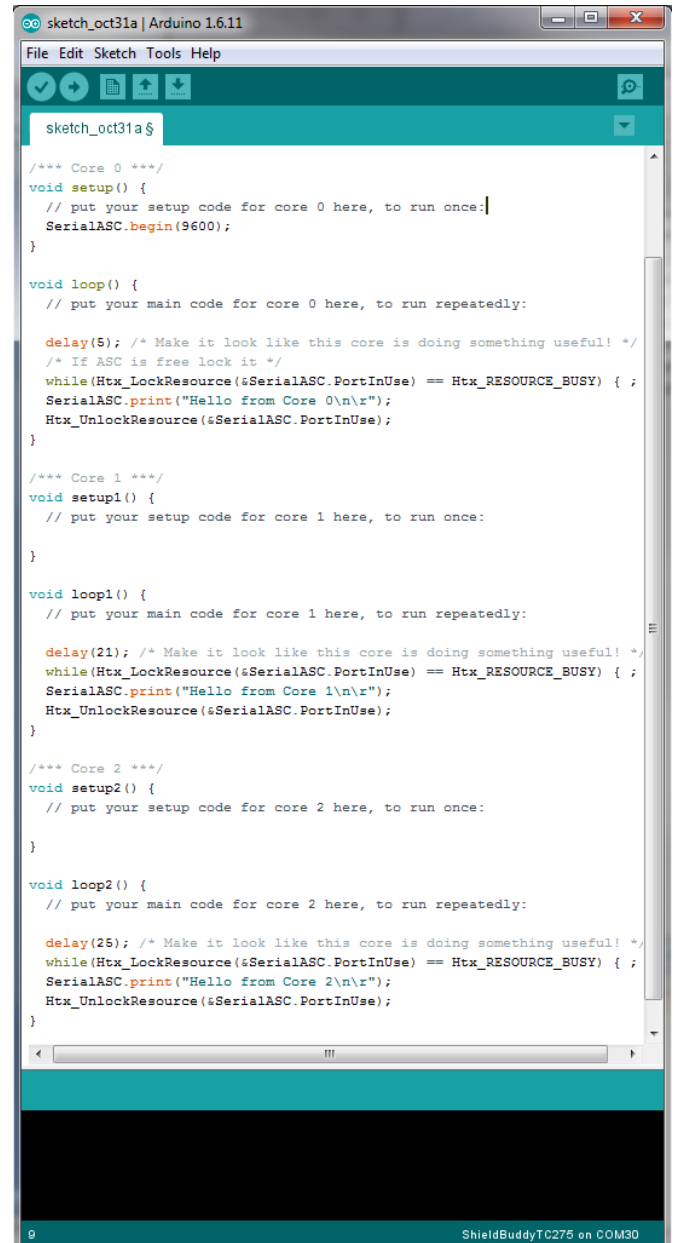 sketch_oct31a | Arduino 1.6.11
File Edit Sketch Tools Help
sketch_oct31a §
/*** Core 0 ***/
void setup() {
  // put your setup code for core 0 here, to run once:
  SerialASC.begin(9600);
}
void loop() {
  // put your main code for core 0 here, to run repeatedly:
  delay(5); /* Make it look like this core is doing something useful! */
  /* If ASC is free lock it */
  while(Htx_LockResource(&SerialASC.PortInUse) == Htx_RESOURCE_BUSY) { ;
  SerialASC.print("Hello from Core 0\n\r");
  Htx_UnlockResource(&SerialASC.PortInUse);
}
/*** Core 1 ***/
void setup1() {
  // put your setup code for core 1 here, to run once:
}
void loop1() {
  // put your main code for core 1 here, to run repeatedly:
  delay(21); /* Make it look like this core is doing something useful! */
  while(Htx_LockResource(&SerialASC.PortInUse) == Htx_RESOURCE_BUSY) { ;
  SerialASC.print("Hello from Core 1\n\r");
  Htx_UnlockResource(&SerialASC.PortInUse);
}
/*** Core 2 ***/
void setup2() {
  // put your setup code for core 2 here, to run once:
}
void loop2() {
  // put your main code for core 2 here, to run repeatedly:
  delay(25); /* Make it look like this core is doing something useful! */
  while(Htx_LockResource(&SerialASC.PortInUse) == Htx_RESOURCE_BUSY) { ;
  SerialASC.print("Hello from Core 2\n\r");
  Htx_UnlockResource(&SerialASC.PortInUse);
}
9 ShieldBuddyTC275 on COM30